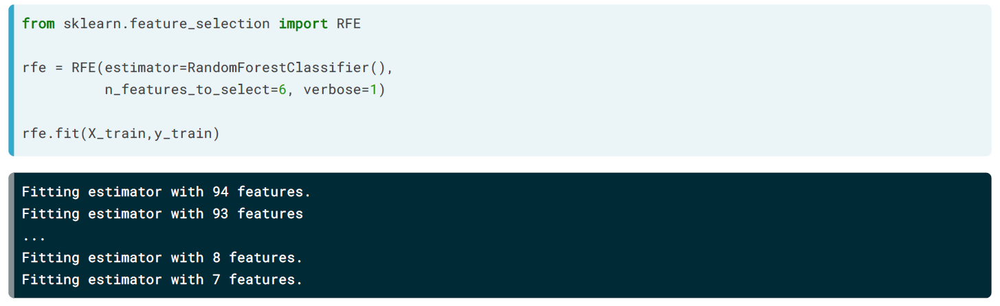 from sklearn.feature_selection import RFE
rfe = RFE(estimator=RandomForestClassifier(),
n_features_to_select=6, verbose=1)
rfe.fit(X_train,y_train)
Fitting estimator with 94 features.
Fitting estimator with 93 features
...
Fitting estimator with 8 features.
Fitting estimator with 7 features.